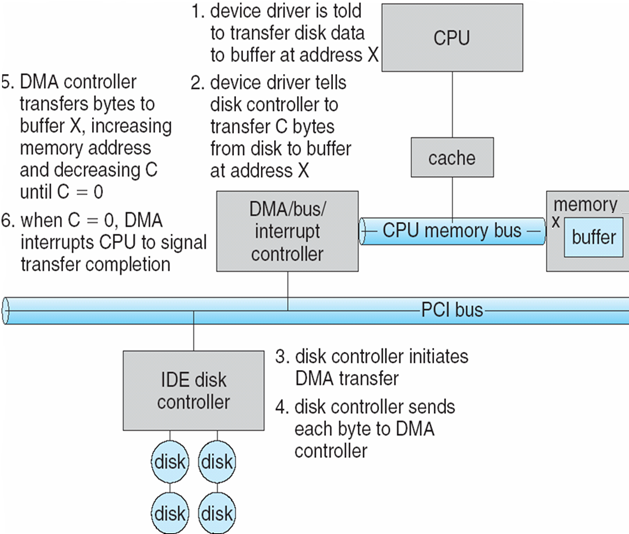 1. device driver is told
to transfer disk data
to buffer at address X
CPU
5. DMA controller
transfers bytes to
buffer X, increasing
memory address
and decreasing C
until C = 0
2. device driver tells
disk controller to
transfer C bytes
from disk to buffer
at address X
cache
6. when C = 0, DMA
interrupts CPU to signal
transfer completion
DMA/bus/
interrupt
controller
CPU memory bus
memory
X
buffer
PCI bus
IDE disk
controller
3. disk controller initiates
DMA transfer
4. disk controller sends
each byte to DMA
controller
disk
disk
disk
disk